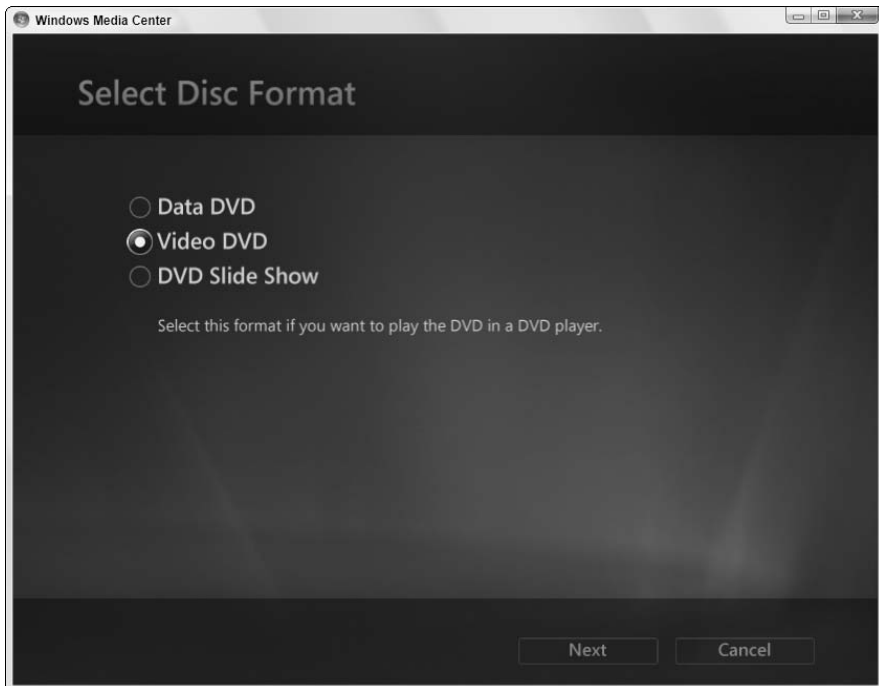 Windows Media Center
Select Disc Format
Data DVD
Video DVD
DVD Slide Show
Select this format if you want to play the DVD in a DVD player.
Next Cancel